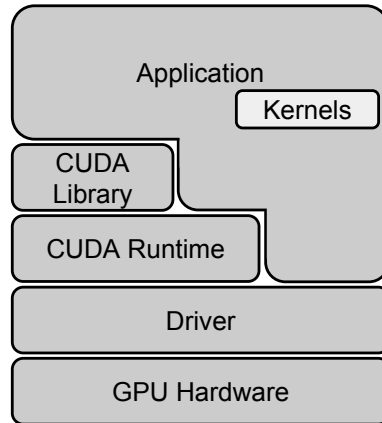 Application
Kernels
CUDA
Library
CUDA Runtime
Driver
GPU Hardware